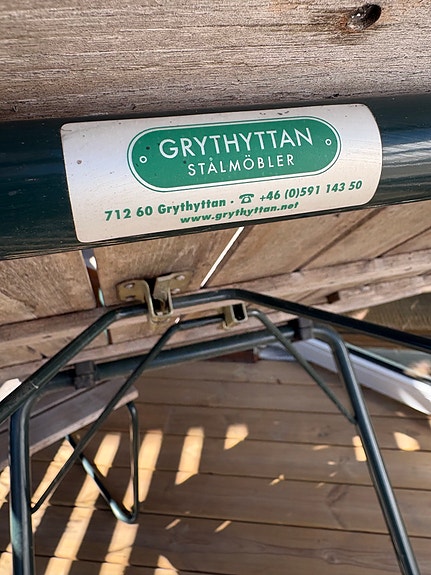 GRYTHYTTAN
STÅLMÖBLER
712 60 Grythyttan · ☎ +46 (0)591 143 50
www.grythyttan.net